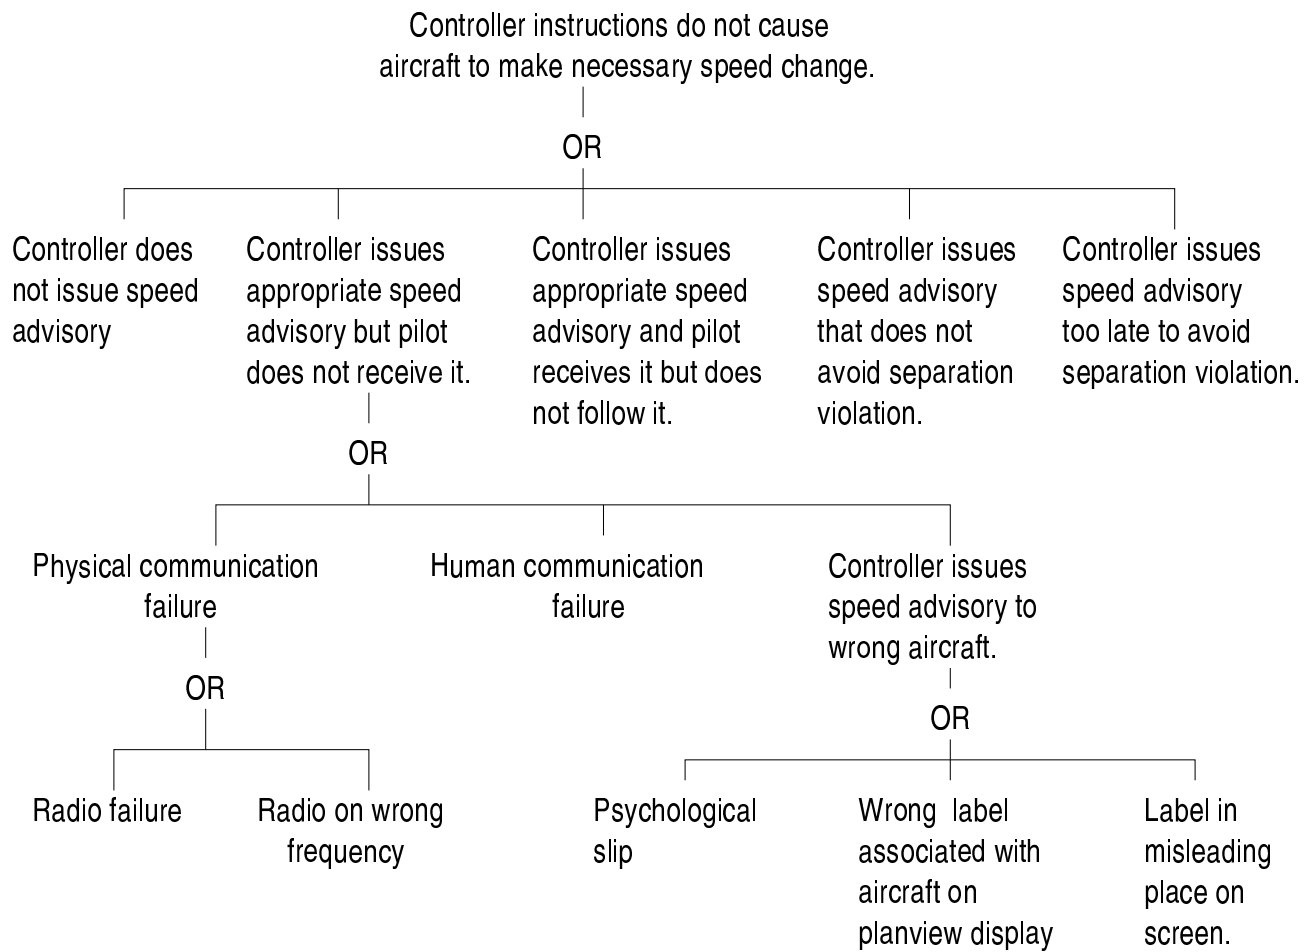 Controller instructions do not cause
aircraft to make necessary speed change.
OR
Controller does
not issue speed
advisory
Controller issues
appropriate speed
advisory but pilot
does not receive it.
Controller issues
appropriate speed
advisory and pilot
receives it but does
not follow it.
Controller issues
speed advisory
that does not
avoid separation
violation.
Controller issues
speed advisory
too late to avoid
separation violation.
OR
Physical communication
failure
Human communication
failure
Controller issues
speed advisory to
wrong aircraft.
OR
OR
Radio failure
Radio on wrong
frequency
Psychological
slip
Wrong label
associated with
aircraft on
planview display
Label in
misleading
place on
screen.